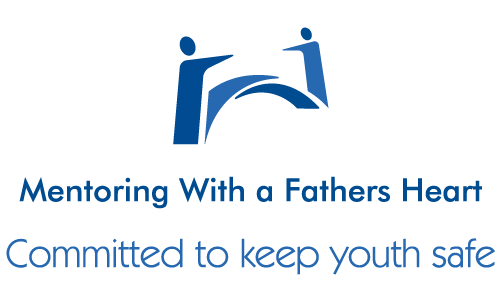 Mentoring With a Fathers Heart
Committed to keep youth safe